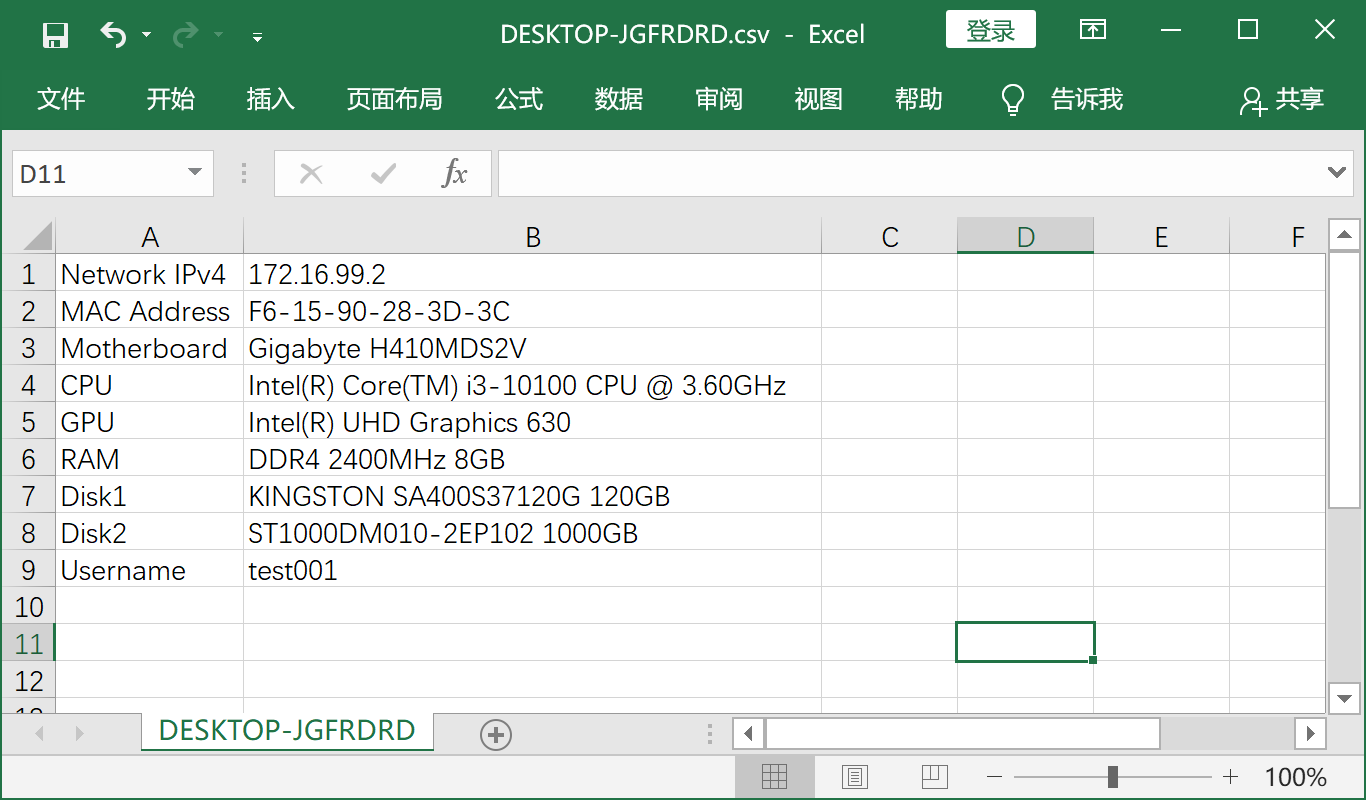 DESKTOP-JGFRDRD.csv - Excel
登录
文件 开始 插入 页面布局 公式 数据 审阅 视图 帮助 告诉我 共享
D11 fx
A B C D E F
1 Network IPv4 172.16.99.2
2 MAC Address F6-15-90-28-3D-3C
3 Motherboard Gigabyte H410MDS2V
4 CPU Intel(R) Core(TM) i3-10100 CPU @ 3.60GHz
5 GPU Intel(R) UHD Graphics 630
6 RAM DDR4 2400MHz 8GB
7 Disk1 KINGSTON SA400S37120G 120GB
8 Disk2 ST1000DM010-2EP102 1000GB
9 Username test001
10
11
12
DESKTOP-JGFRDRD
100%